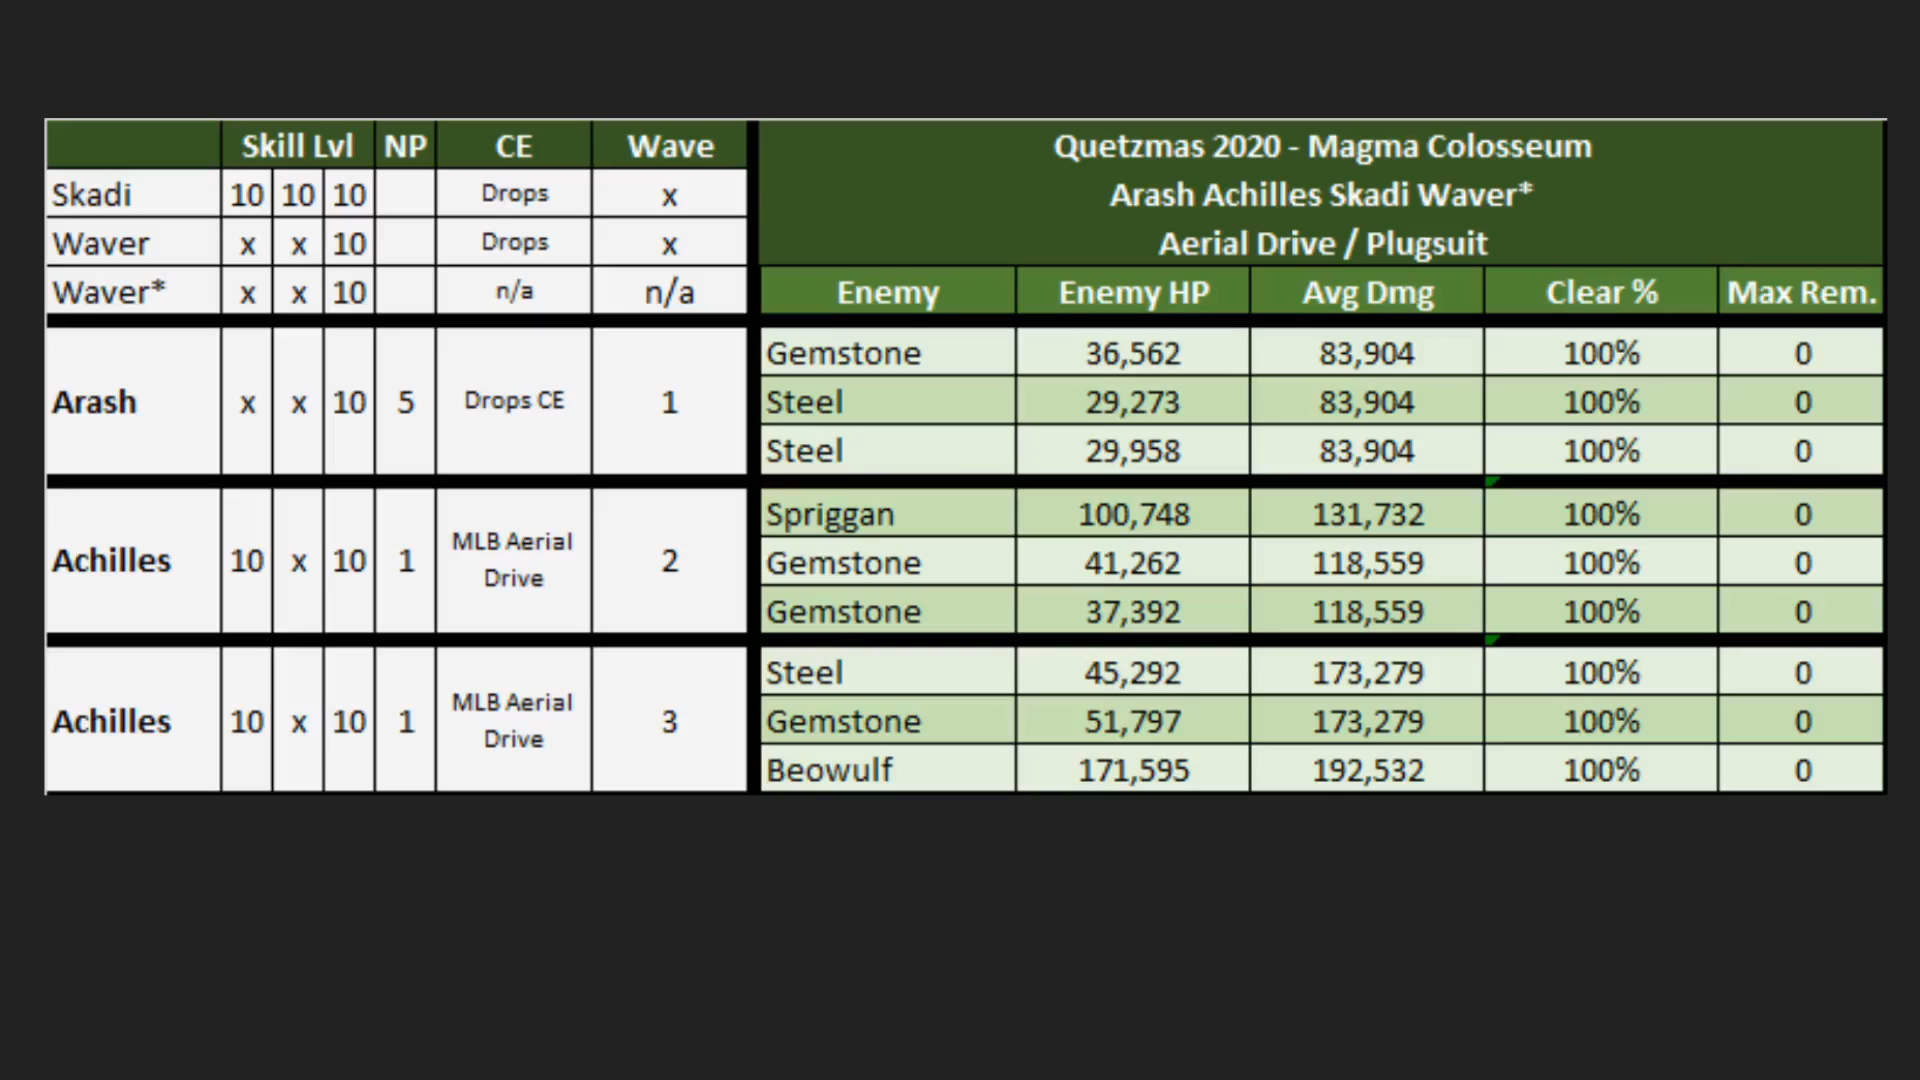 Skill Lvl NP CE Wave
Skadi 10 10 10 Drops x
Waver x x 10 Drops x
Waver* x x 10 n/a n/a
Arash x x 10 5 Drops CE 1
Achilles 10 x 10 1 MLB Aerial Drive 2
Achilles 10 x 10 1 MLB Aerial Drive 3
Quetzmas 2020 - Magma Colosseum
Arash Achilles Skadi Waver*
Aerial Drive / Plugsuit
Enemy Enemy HP Avg Dmg Clear % Max Rem.
Gemstone 36,562 83,904 100% 0
Steel 29,273 83,904 100% 0
Steel 29,958 83,904 100% 0
Spriggan 100,748 131,732 100% 0
Gemstone 41,262 118,559 100% 0
Gemstone 37,392 118,559 100% 0
Steel 45,292 173,279 100% 0
Gemstone 51,797 173,279 100% 0
Beowulf 171,595 192,532 100% 0